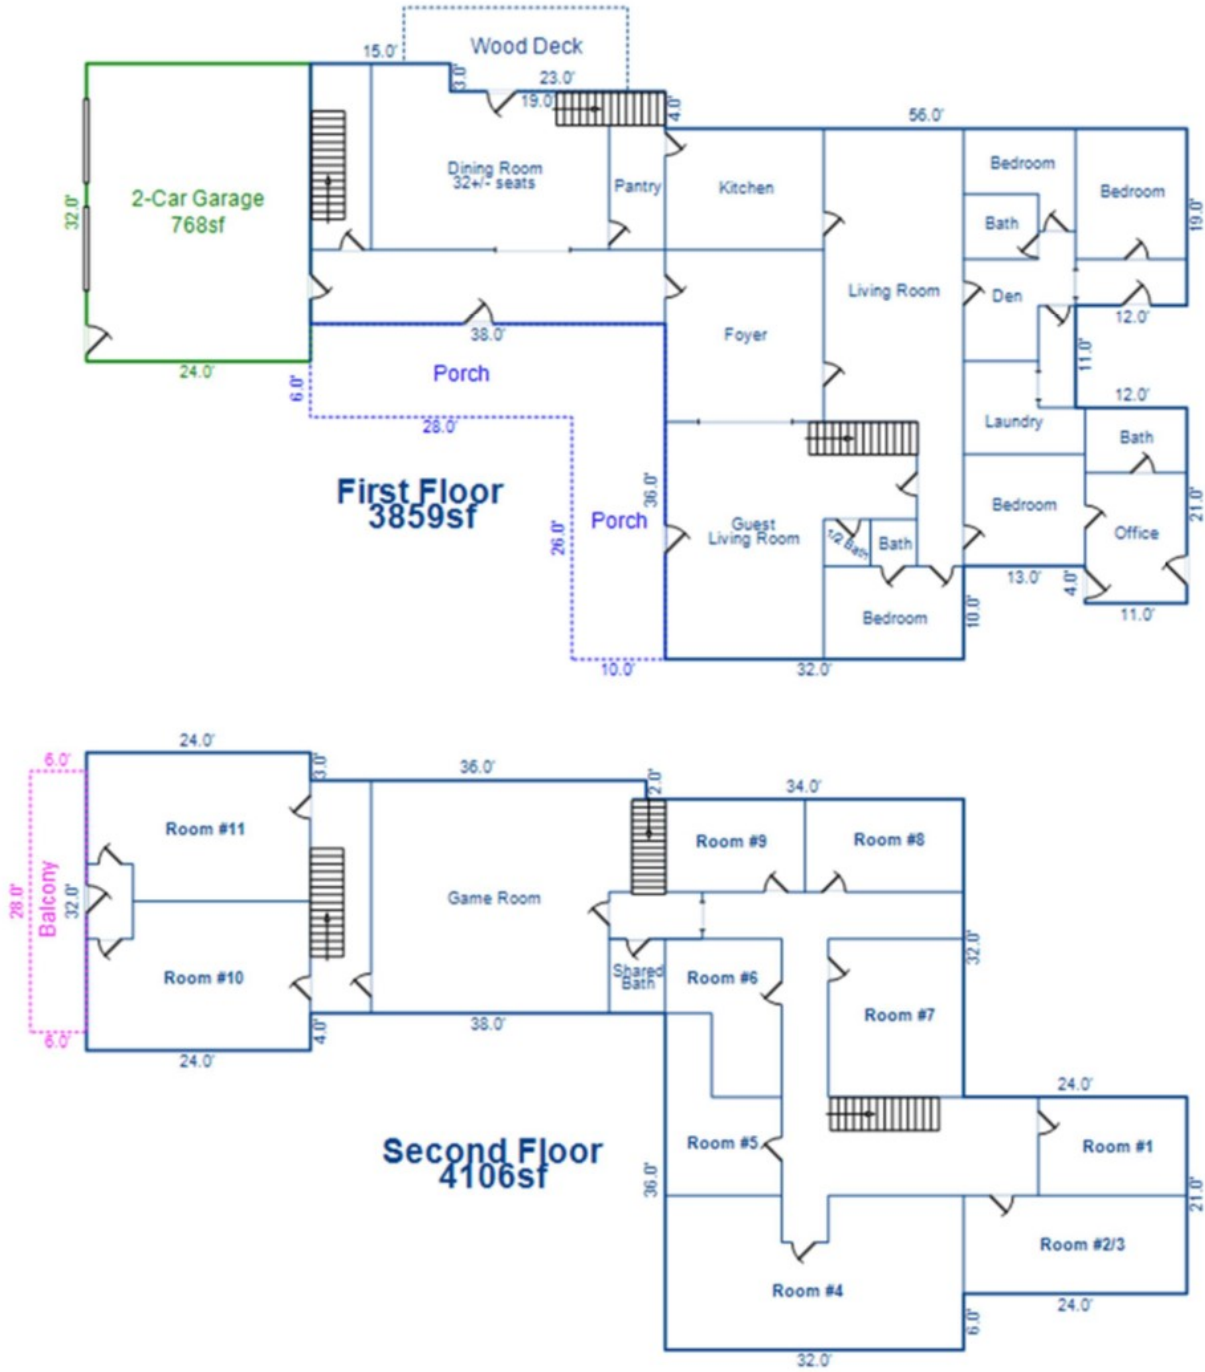 Wood Deck
15.0'
3.0'
23.0'
19.0'
4.0'
56.0'
2-Car Garage
768sf
32.0'
24.0'
Dining Room
32+/- seats
Pantry
Kitchen
Bedroom
Bedroom
Bath
19.0'
Living Room
Den
12.0'
Foyer
38.0'
Porch
6.0'
28.0'
11.0'
12.0'
Laundry
Bath
First Floor
3859sf
36.0'
Porch
26.0'
Guest
Living Room
1/2 Bath
Bath
Bedroom
Office
21.0'
13.0'
4.0'
11.0'
Bedroom
10.0'
10.0'
32.0'
24.0'
6.0'
3.0'
36.0'
2.0'
34.0'
Room #11
Room #9
Room #8
28.0'
Balcony
32.0'
Game Room
32.0'
Room #10
Shared
Bath
Room #6
Room #7
6.0'
24.0'
4.0'
38.0'
24.0'
Second Floor
4106sf
Room #5
Room #1
36.0'
21.0'
Room #2/3
Room #4
24.0'
6.0'
32.0'